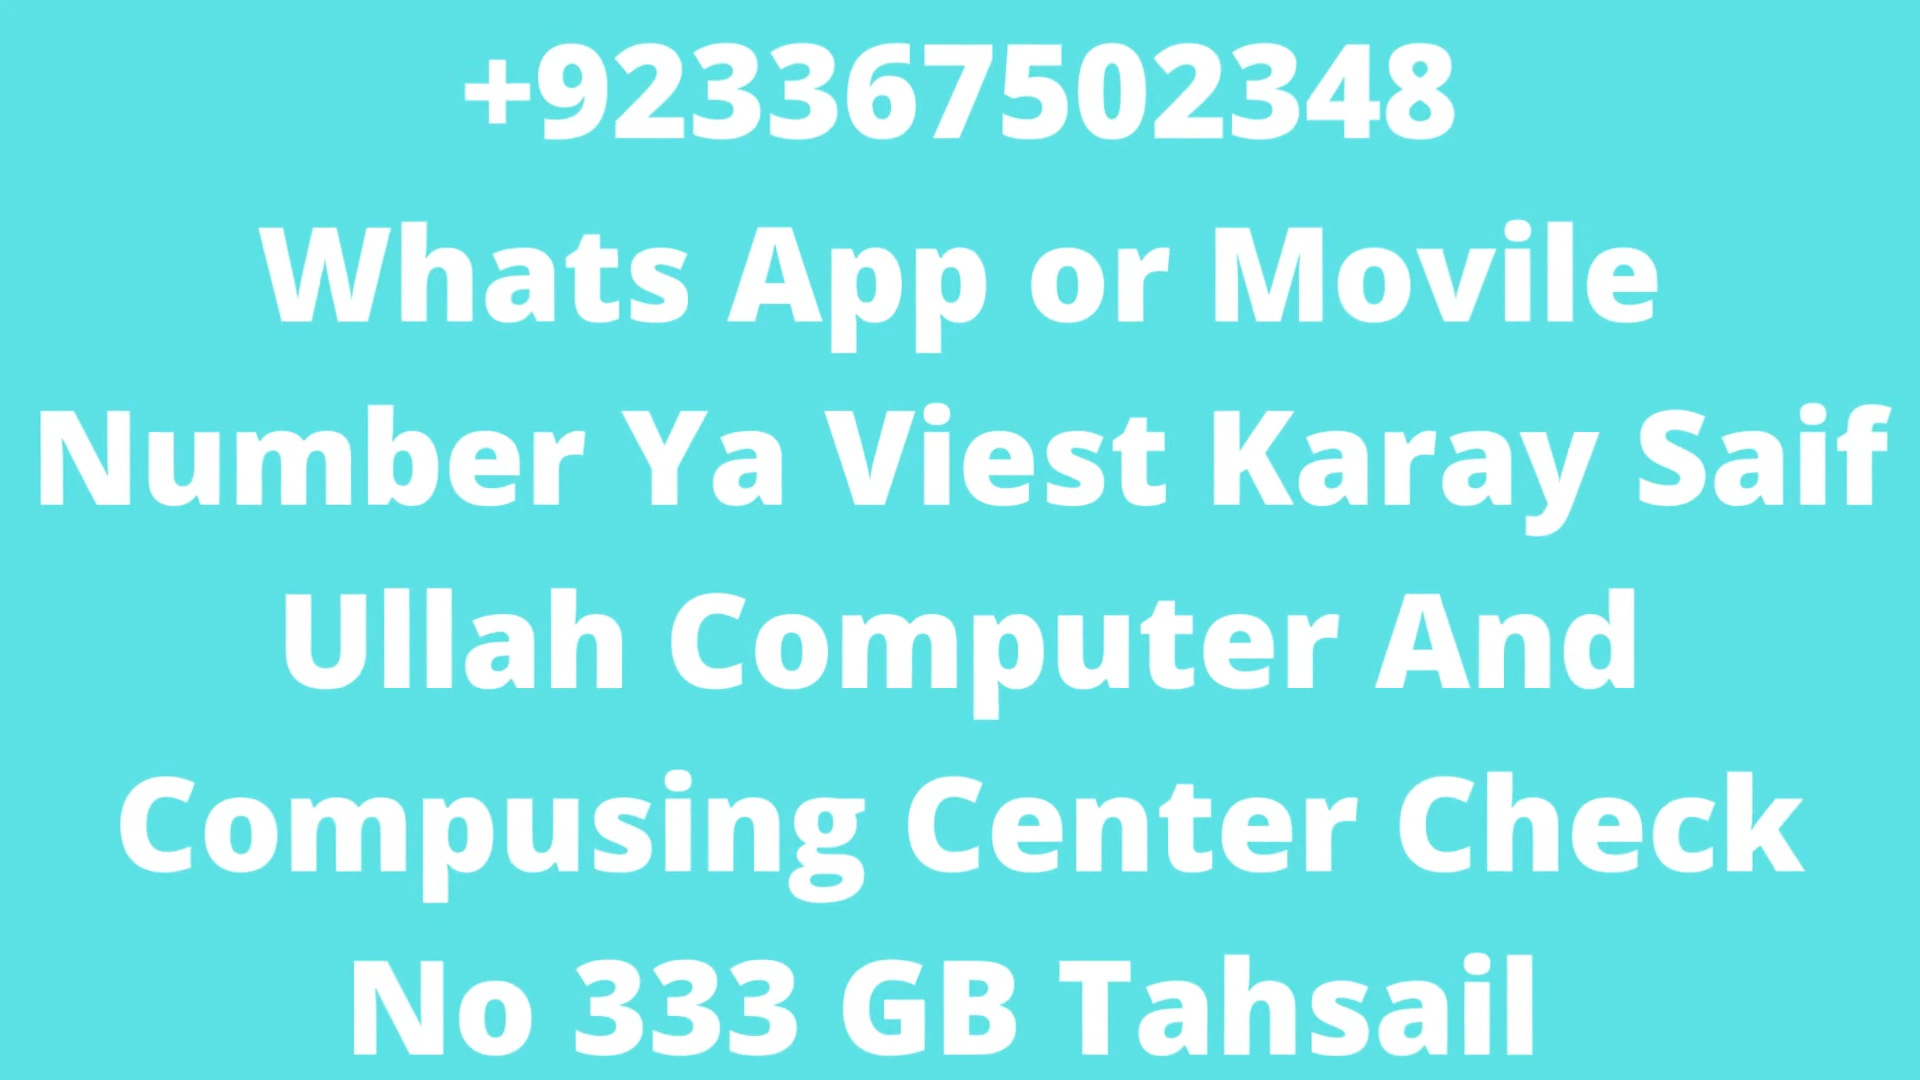 +923367502348
Whats App or Movile
Number Ya Viest Karay Saif
Ullah Computer And
Compusing Center Check
No 333 GB Tahsail